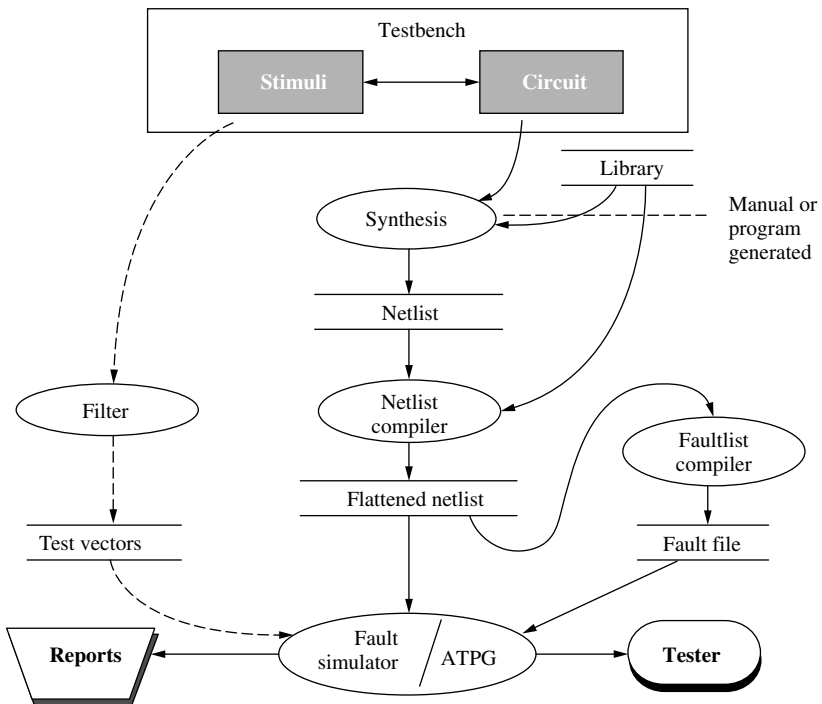 Testbench
Stimuli
Circuit
Library
Synthesis
Manual or
program
generated
Netlist
Filter
Netlist
compiler
Faultlist
compiler
Flattened netlist
Test vectors
Fault file
Reports
Fault
simulator
ATPG
Tester